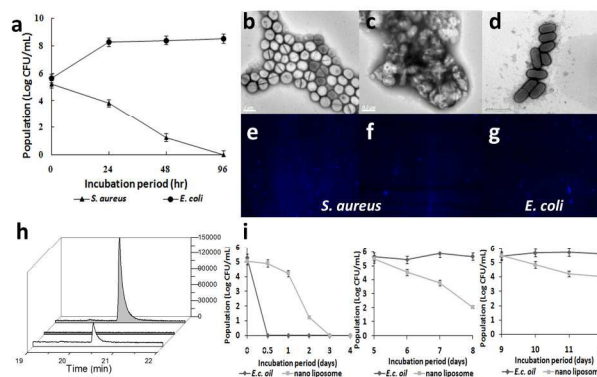 a
Population (Log CFU/mL)
10
8
6
4
2
0
0 24 48 96
Incubation period (hr)
S. aureus E. coli
b c d
e f g
S. aureus E. coli
h
150000
120000
90000
60000
30000
0
19 20 21 22
Time (min)
i
Population (Log CFU/mL)
6
5
4
3
2
1
0
0 0.5 1 2 3 4
Incubation period (days)
E.c. oil nano liposome
Population (Log CFU/mL)
6
5
4
3
2
1
0
5 6 7 8
Incubation period (days)
E.c. oil nano liposome
Population (Log CFU/mL)
6
5
4
3
2
1
0
9 10 11
Incubation period (days)
E.c. oil nano liposome